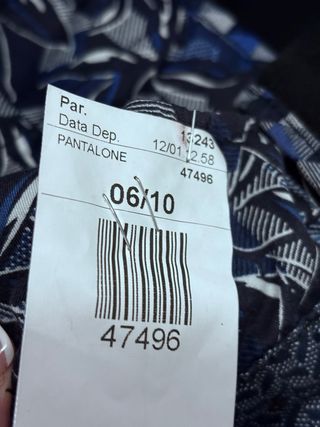 Par. 13243
Data Dep. 12/01 12.58
PANTALONE 47496
06/10
47496